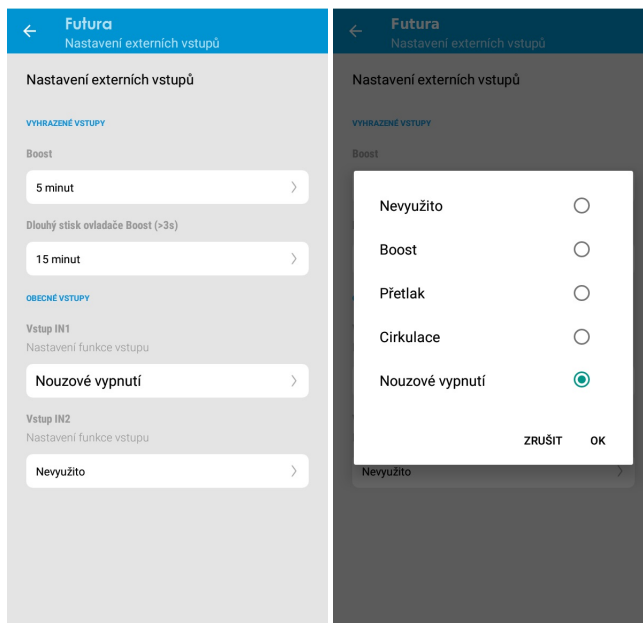 Futura
Nastavení externích vstupů
Nastavení externích vstupů
VYHRAZENÉ VSTUPY
Boost
5 minut
Dlouhý stisk ovladače Boost (>3s)
15 minut
OBECNÉ VSTUPY
Vstup IN1
Nastavení funkce vstupu
Nouzové vypnutí
Vstup IN2
Nastavení funkce vstupu
Nevyužito
Futura
Nastavení externích vstupů
Nastavení externích vstupů
VYHRAZENÉ VSTUPY
Boost
Nevyužito
Boost
Přetlak
Cirkulace
Nouzové vypnutí
ZRUŠIT OK
Nevyužito